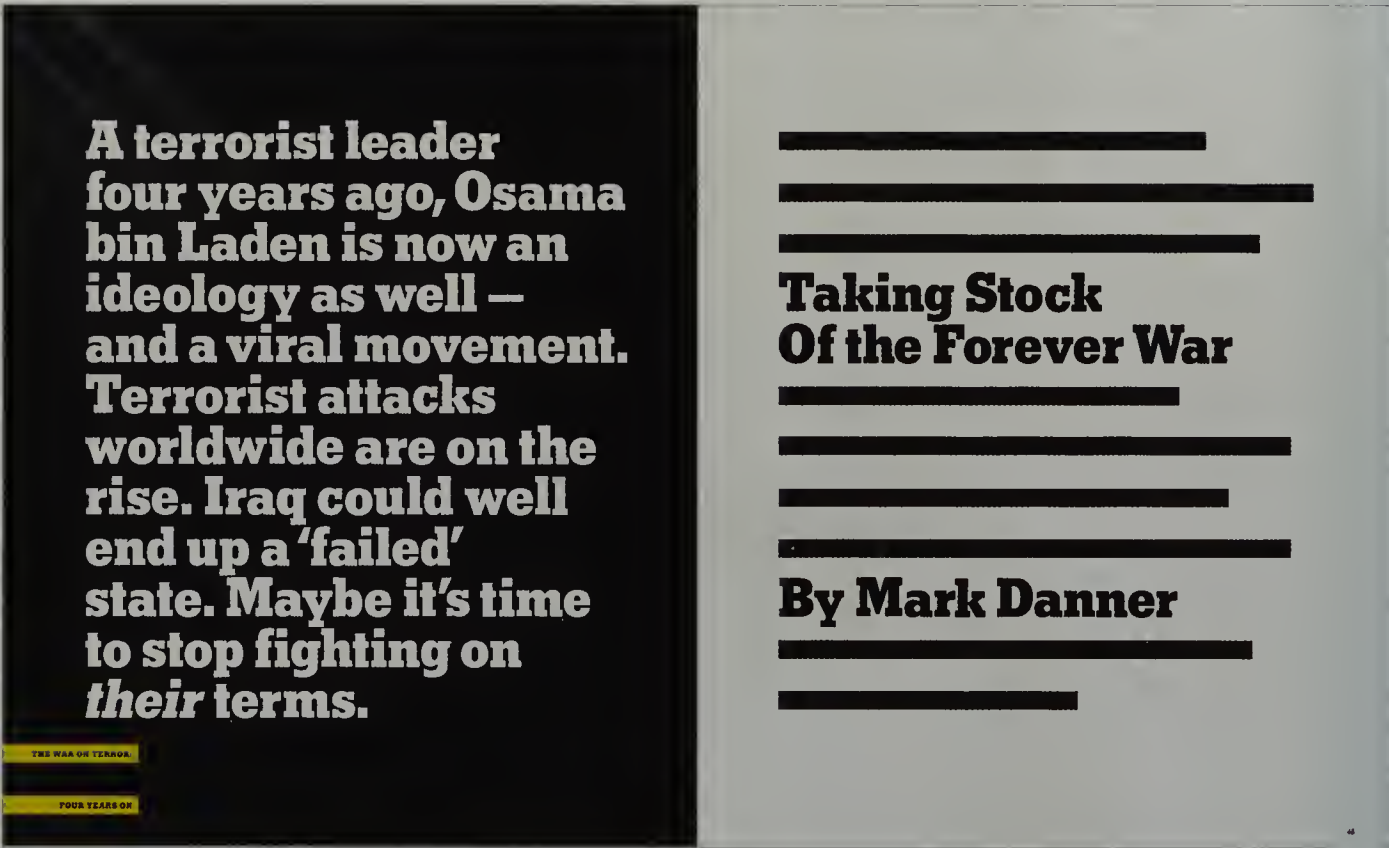 A terrorist leader
four years ago, Osama
bin Laden is now an
ideology as well —
and a viral movement.
Terrorist attacks
worldwide are on the
rise. Iraq could well
end up a ‘failed’
state. Maybe it’s time
to stop fighting on
their terms.
THE WAR ON TERROR:
FOUR YEARS ON
Taking Stock
Of the Forever War
By Mark Danner